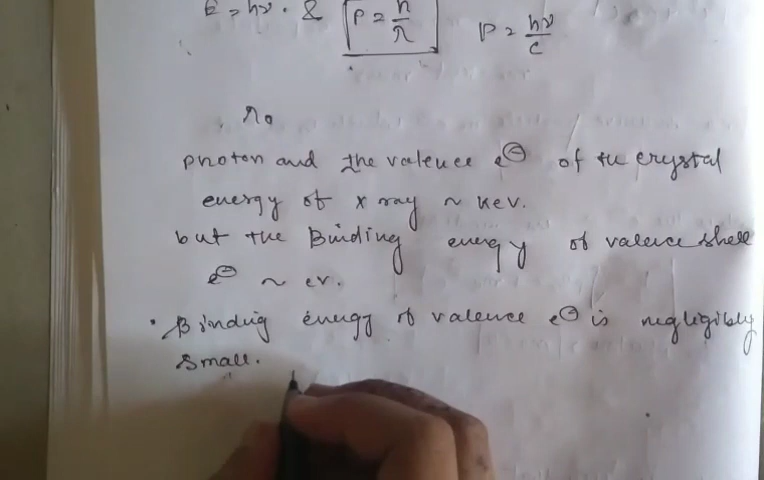 E = hν . & P = h/λ P = hν/c
λ₀
photon and the valence e⊖ of the crystal
energy of x ray ~ kev.
but the Binding energy of valence shell
e⊖ ~ ev.
• Binding energy of valence e⊖ is negligibly
small.